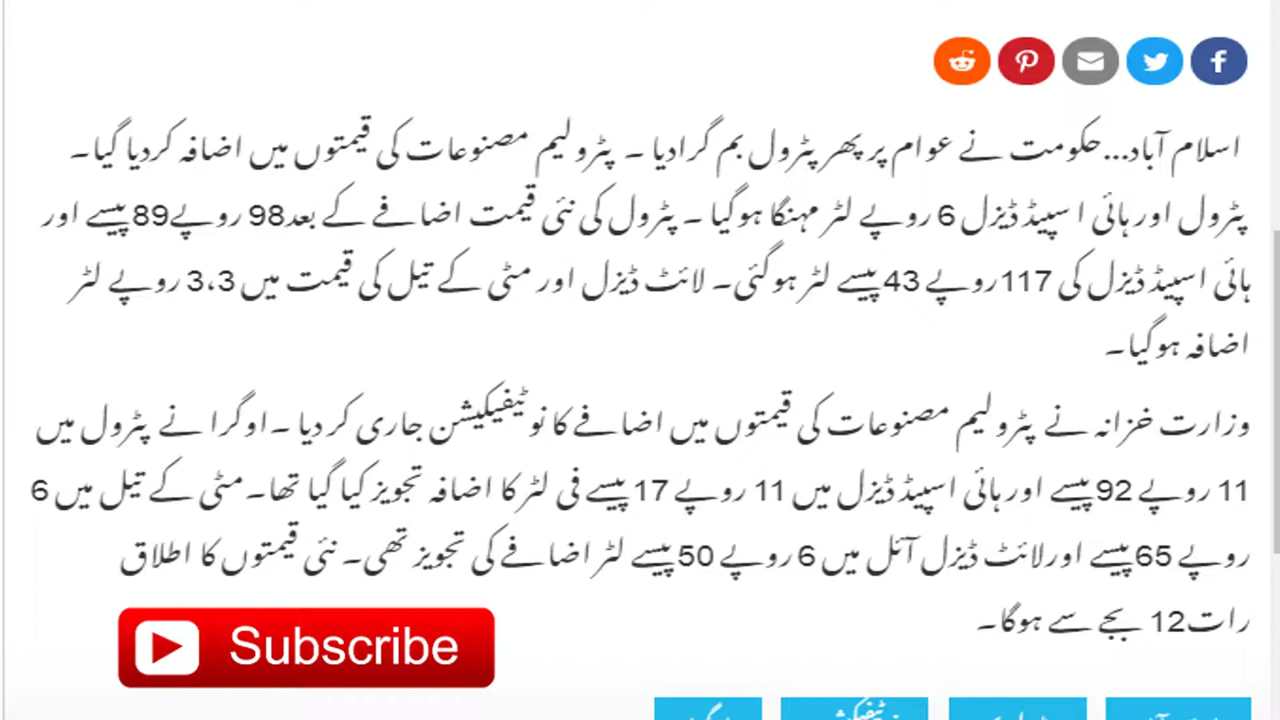 اسلام آباد...حکومت نے عوام پر پھر پٹرول بم گرادیا ۔ پٹرولیم مصنوعات کی قیمتوں میں اضافہ کردیا گیا۔
پٹرول اور ہائی اسپیڈ ڈیزل 6 روپے لٹر مہنگا ہوگیا ۔ پٹرول کی نئی قیمت اضافے کے بعد98 روپے89 پیسے اور
ہائی اسپیڈ ڈیزل کی 117 روپے 43 پیسے لٹر ہوگئی۔ لائٹ ڈیزل اور مٹی کے تیل کی قیمت میں 3،3 روپے لٹر
اضافہ ہوگیا۔
وزارت خزانہ نے پٹرولیم مصنوعات کی قیمتوں میں اضافے کا نوٹیفیکیشن جاری کر دیا ۔اوگرا نے پٹرول میں
11 روپے 92 پیسے اور ہائی اسپیڈ ڈیزل میں 11 روپے 17 پیسے فی لٹر کا اضافہ تجویز کیا گیا تھا۔مٹی کے تیل میں 6
روپے 65 پیسے اورلائٹ ڈیزل آئل میں 6 روپے 50 پیسے لٹر اضافے کی تجویز تھی۔ نئی قیمتوں کا اطلاق
رات12 بجے سے ہوگا۔
Subscribe